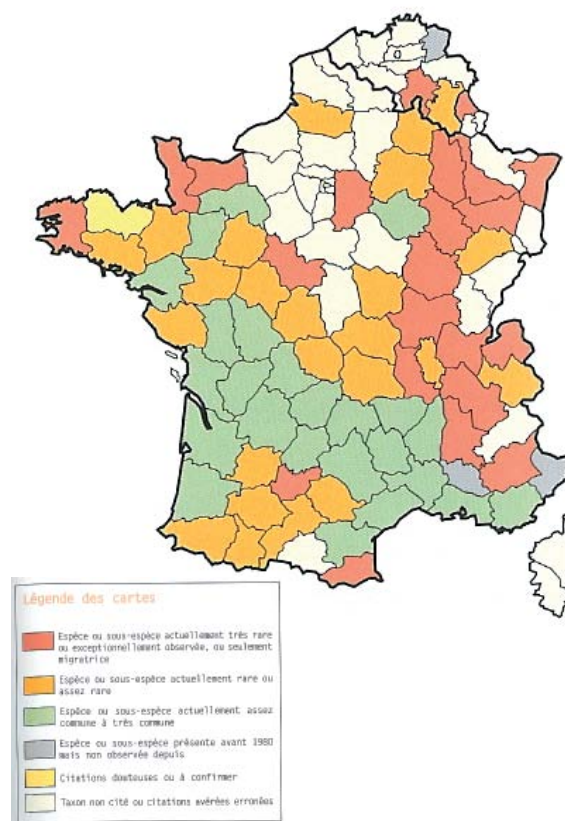 Légende des cartes
Espèce ou sous-espèce actuellement très rare
ou exceptionnellement observée, ou seulement
migratrice
Espèce ou sous-espèce actuellement rare ou
assez rare
Espèce ou sous-espèce actuellement assez
commune à très commune
Espèce ou sous-espèce présente avant 1980
mais non observée depuis
Citations douteuses ou à confirmer
Taxon non cité ou citations avérées erronées